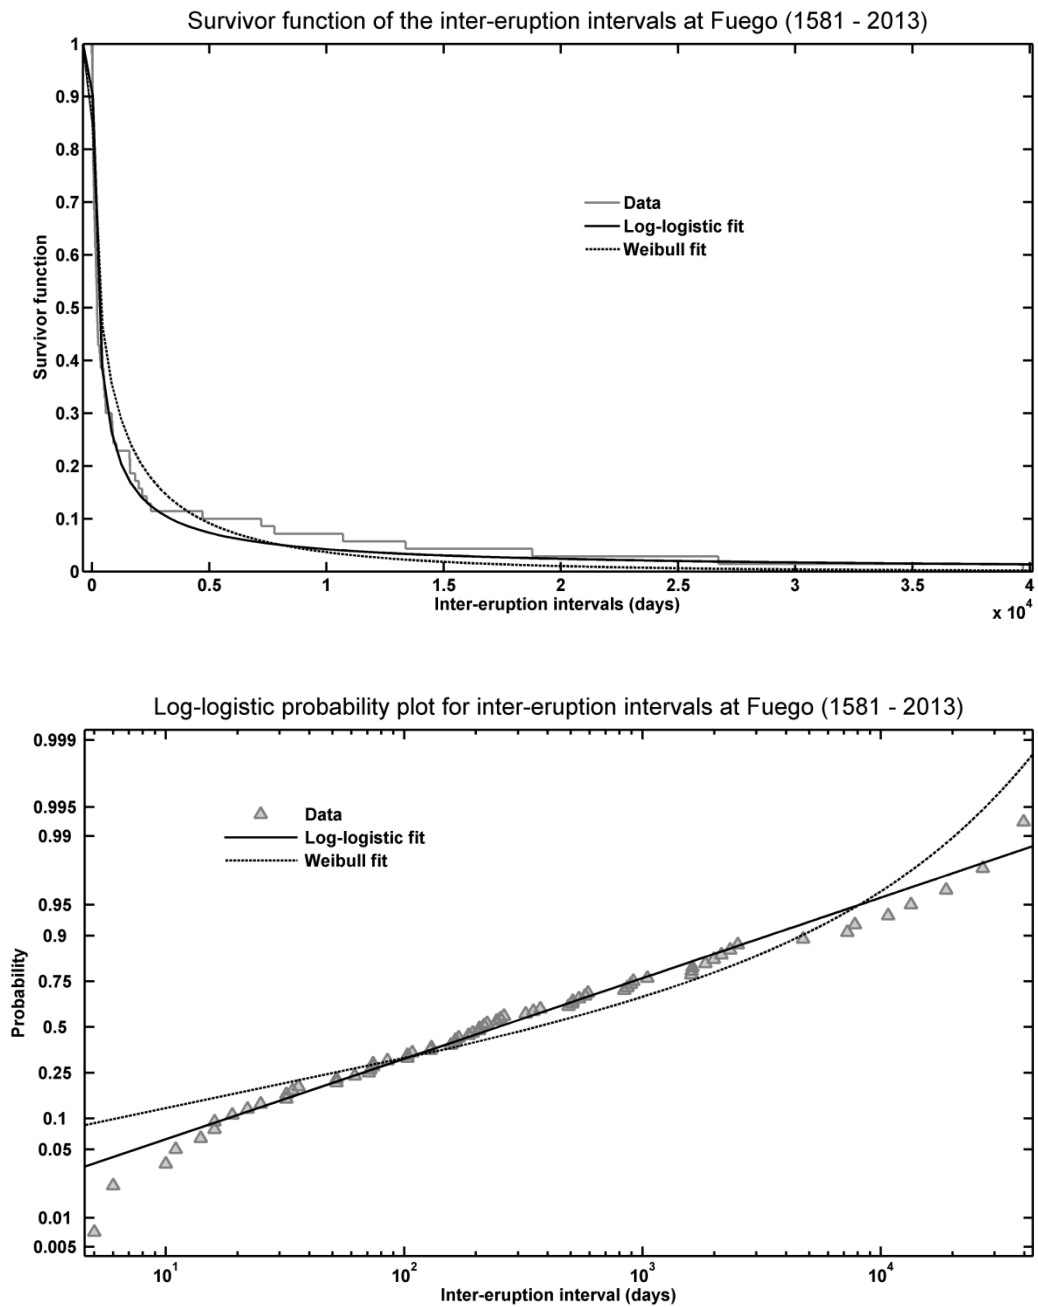 Survivor function of the inter-eruption intervals at Fuego (1581 - 2013)
1
0.9
0.8
0.7
0.6
0.5
0.4
0.3
0.2
0.1
0
Survivor function
Data
Log-logistic fit
Weibull fit
0 0.5 1 1.5 2 2.5 3 3.5 4
Inter-eruption intervals (days)
x 10^4
Log-logistic probability plot for inter-eruption intervals at Fuego (1581 - 2013)
0.999
0.995
0.99
0.95
0.9
0.75
0.5
0.25
0.1
0.05
0.01
0.005
Probability
Data
Log-logistic fit
Weibull fit
10^1 10^2 10^3 10^4
Inter-eruption interval (days)